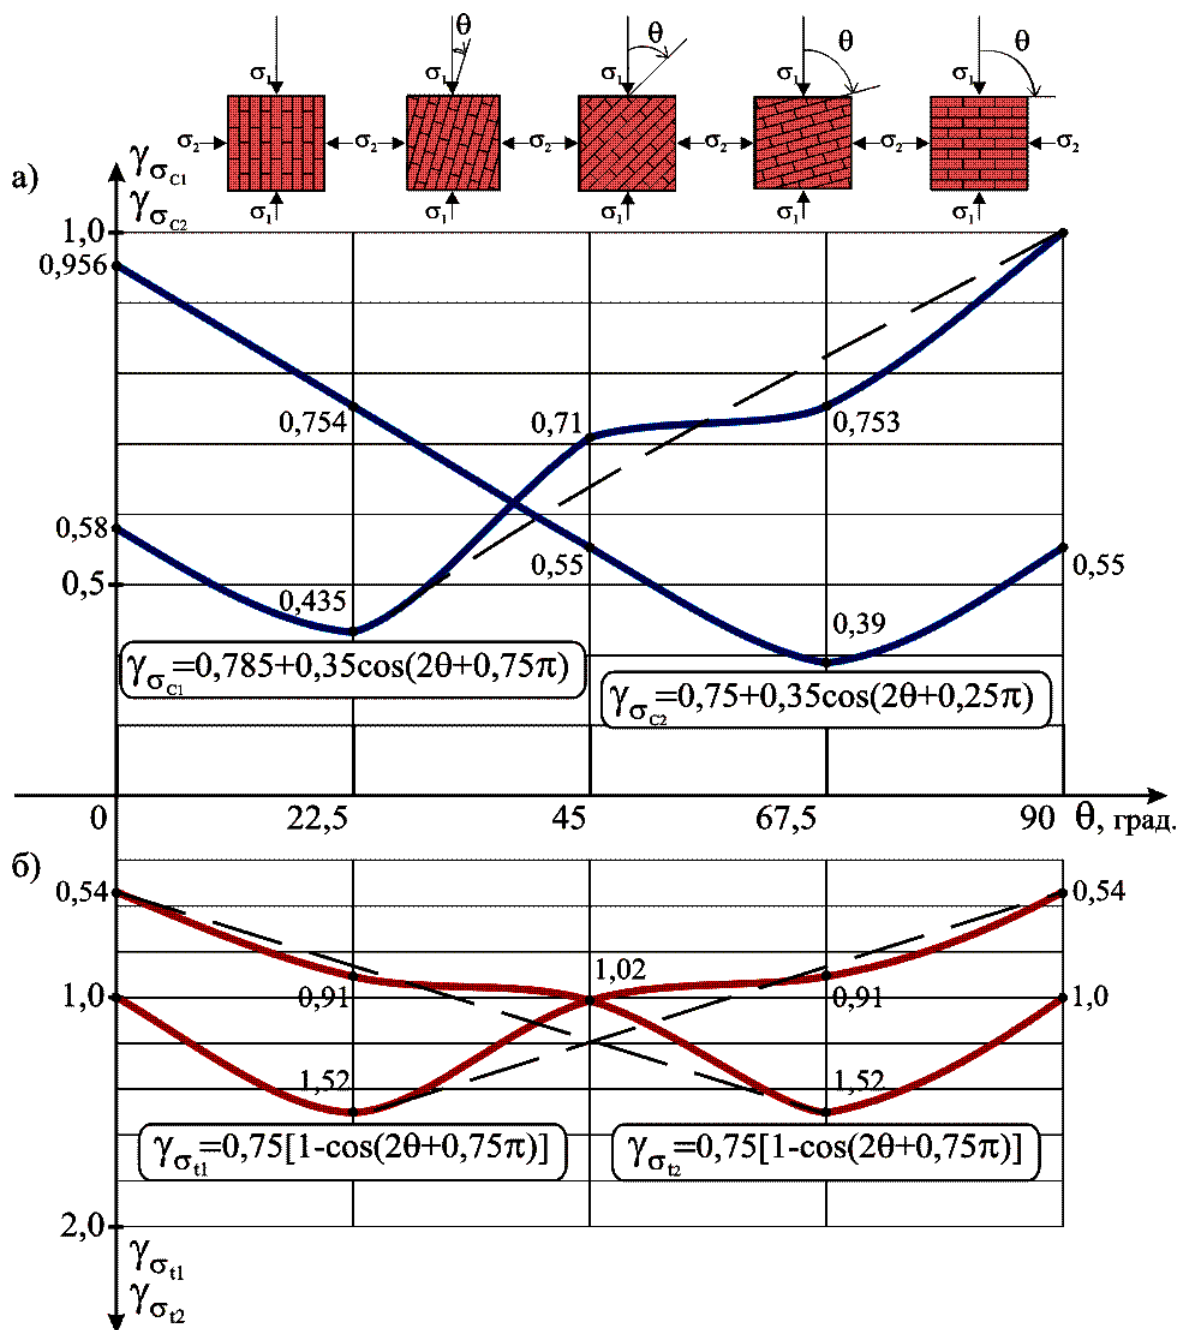 θ
θ
θ
θ
σ₁
σ₁
σ₁
σ₁
σ₁
σ₂
σ₂
σ₂
σ₂
σ₂
σ₁
σ₁
σ₁
σ₁
σ₁
а)
γσc1
γσc2
1,0
0,956
0,754
0,71
0,753
0,58
0,55
0,55
0,5
0,435
0,39
γσc1=0,785+0,35cos(2θ+0,75π)
γσc2=0,75+0,35cos(2θ+0,25π)
0
22,5
45
67,5
90
θ, град.
б)
0,54
0,54
1,02
1,0
0,91
0,91
1,0
1,52
1,52
γσt1=0,75[1-cos(2θ+0,75π)]
γσt2=0,75[1-cos(2θ+0,75π)]
2,0
γσt1
γσt2